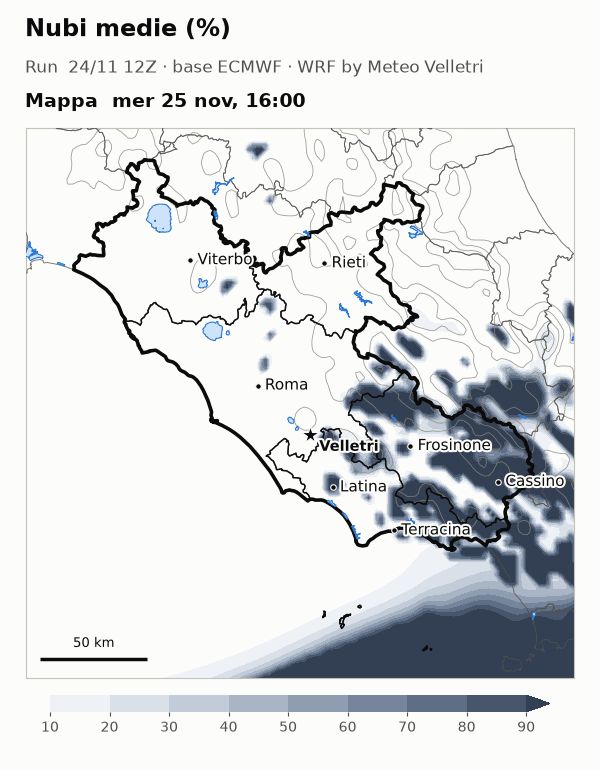 Nubi medie (%)
Run  24/11 12Z · base ECMWF · WRF by Meteo Velletri
Mappa  mer 25 nov, 16:00
Viterbo
Rieti
Roma
Velletri
Frosinone
Cassino
Latina
Terracina
50 km
10 20 30 40 50 60 70 80 90